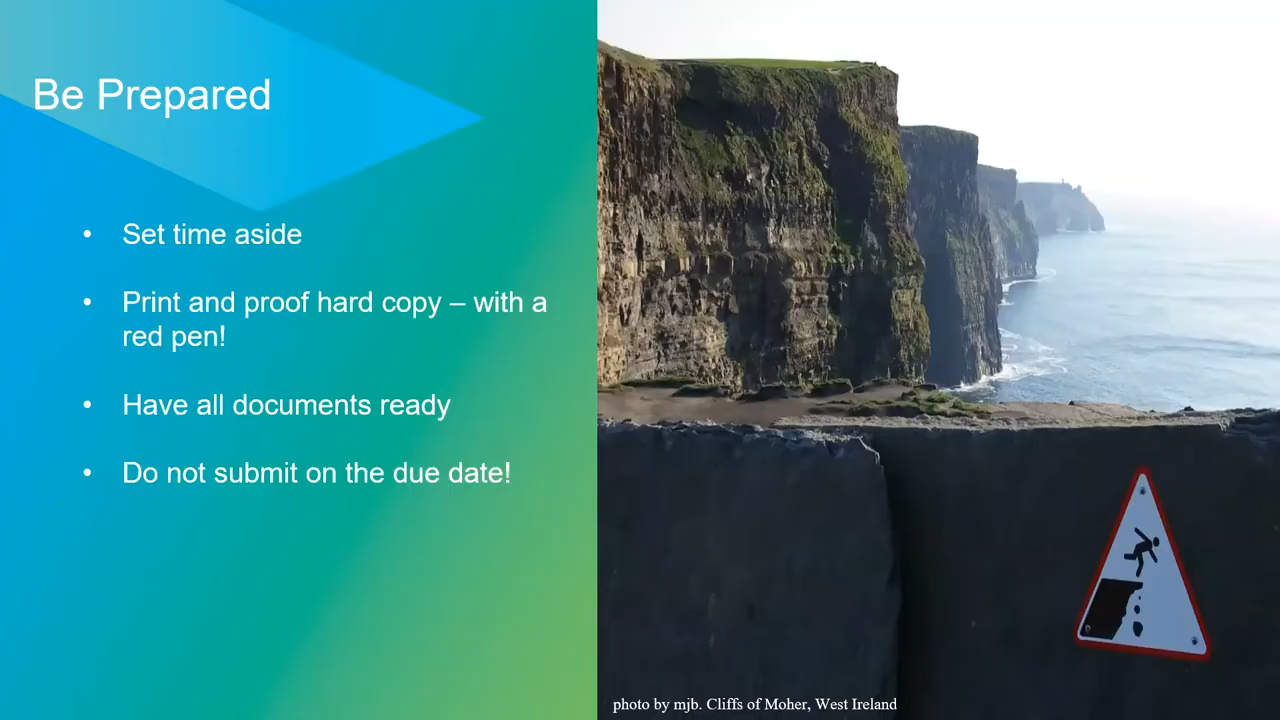 Be Prepared
• Set time aside
• Print and proof hard copy – with a
red pen!
• Have all documents ready
• Do not submit on the due date!
photo by mjb. Cliffs of Moher, West Ireland